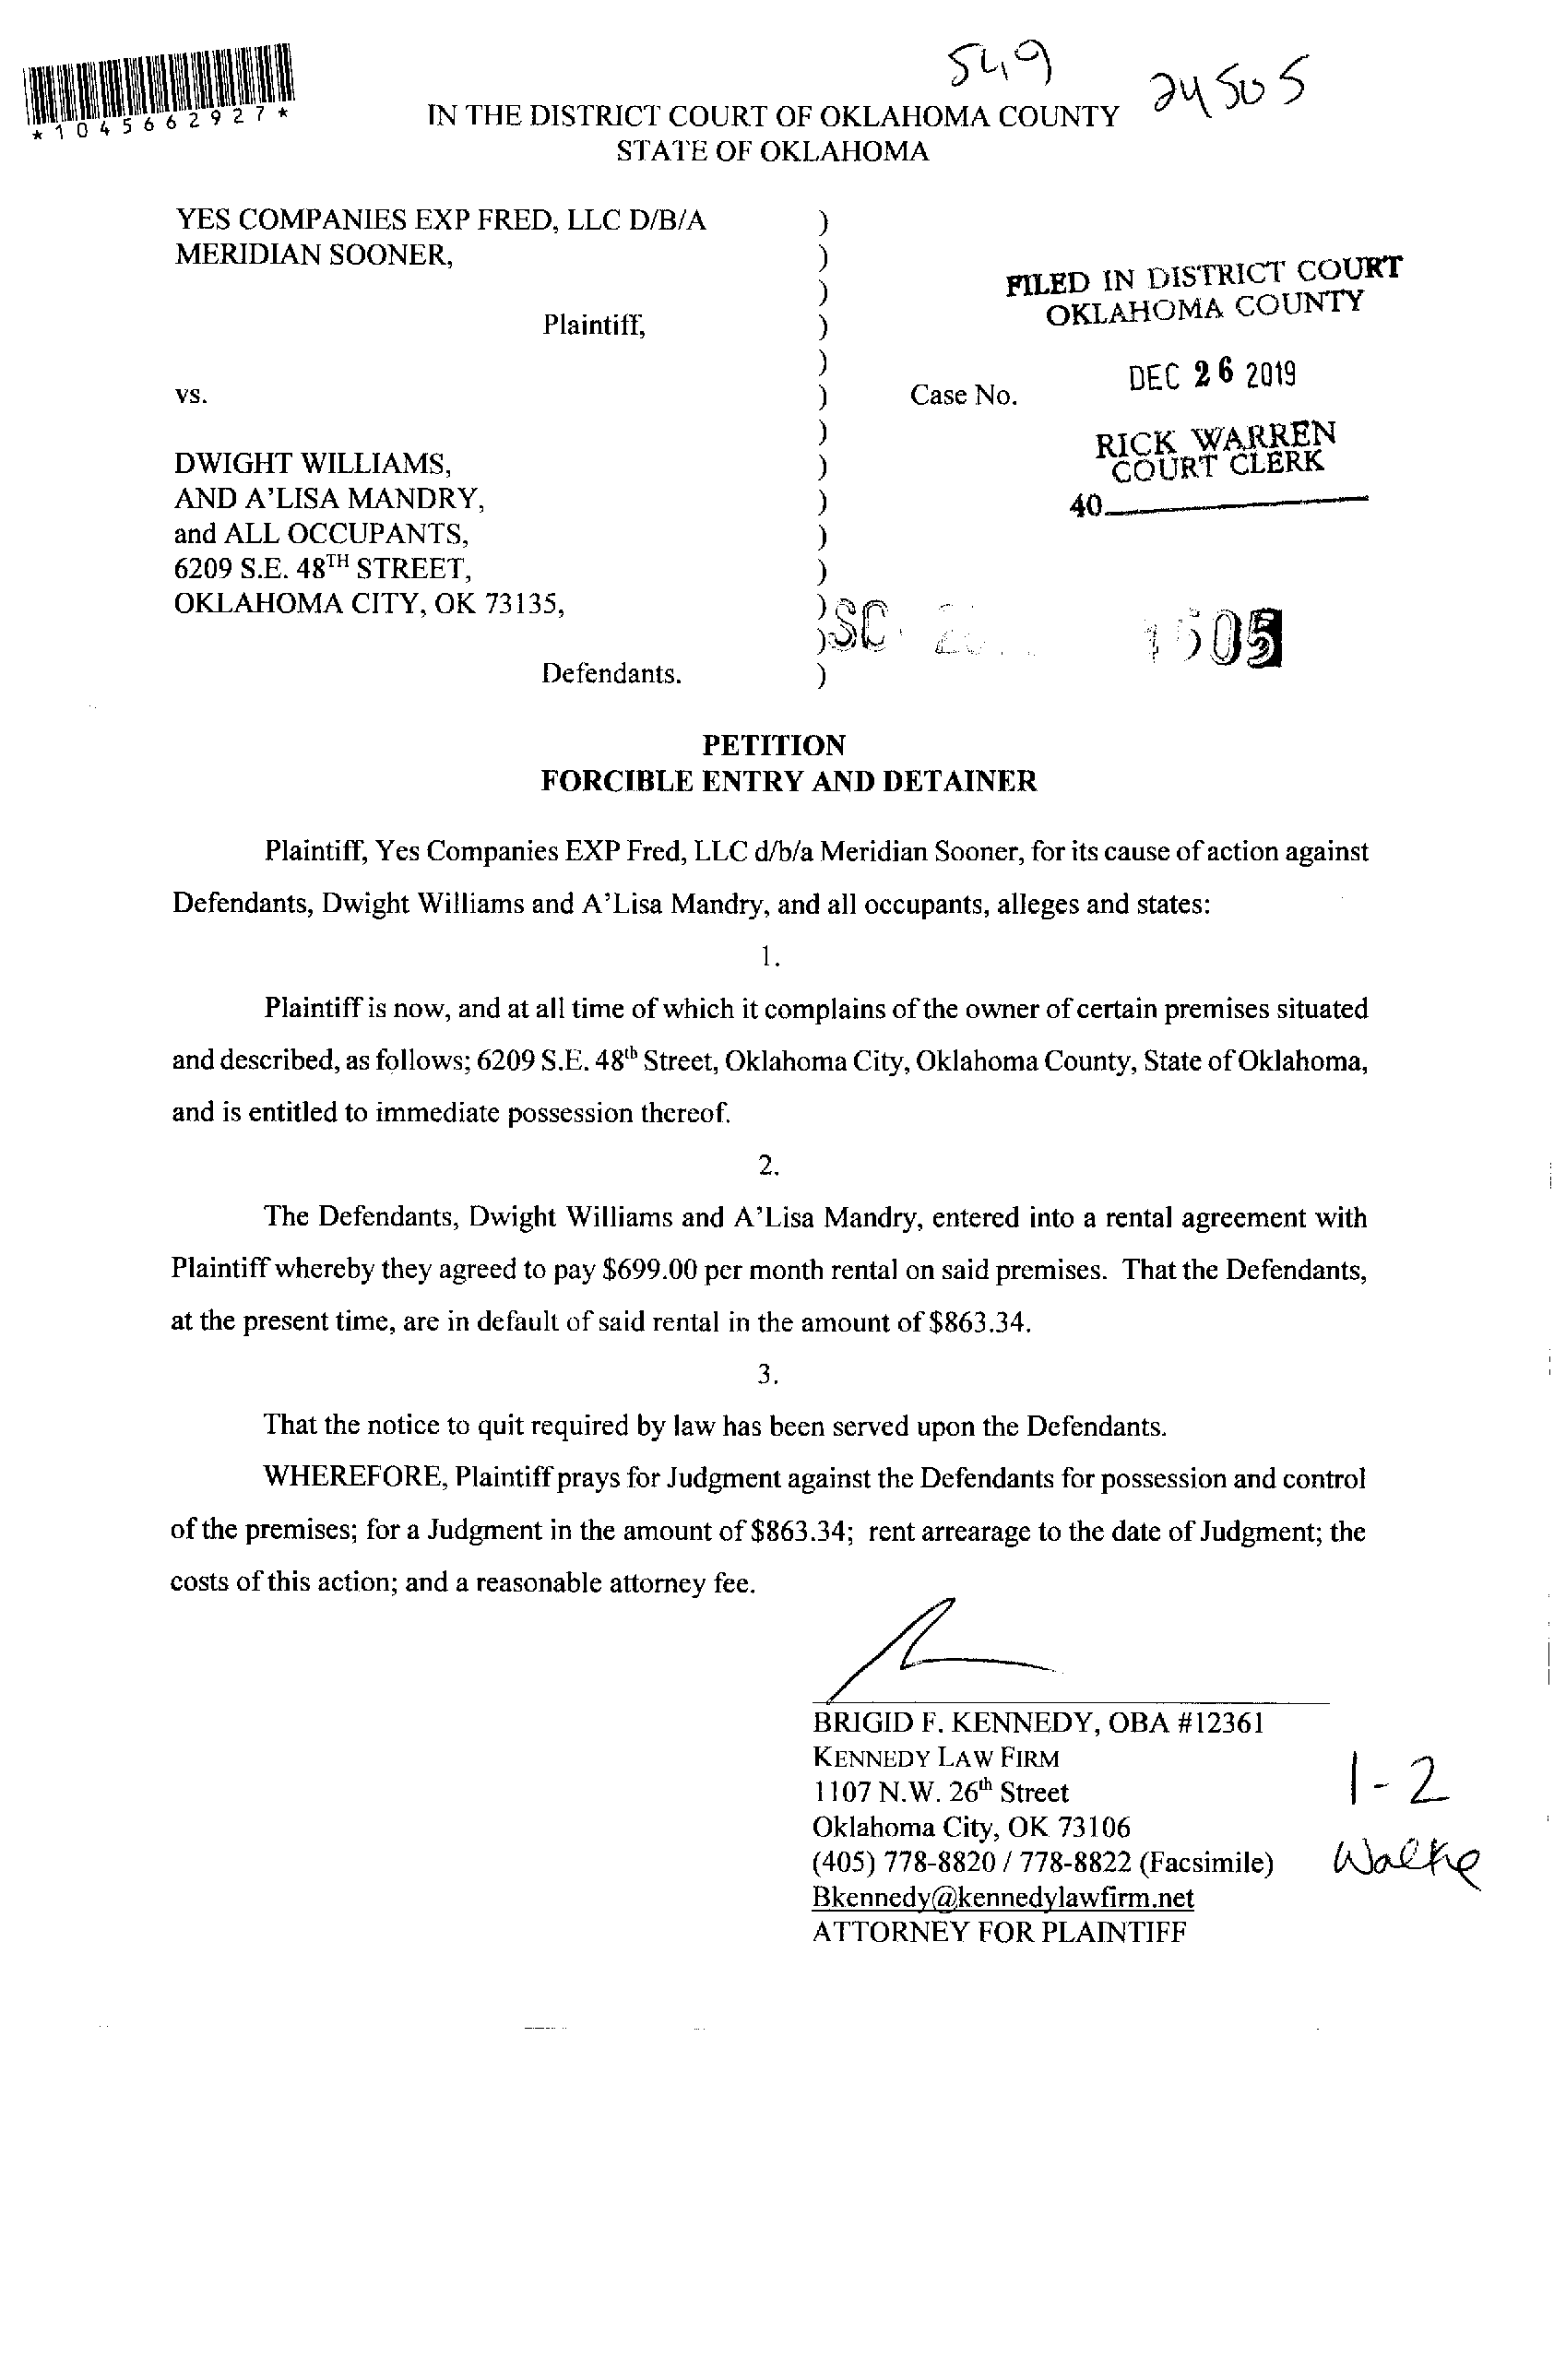 *1045662927*
549
24505
IN THE DISTRICT COURT OF OKLAHOMA COUNTY
STATE OF OKLAHOMA
YES COMPANIES EXP FRED, LLC D/B/A )
MERIDIAN SOONER, )
)
Plaintiff, )
)
vs. ) Case No.
)
DWIGHT WILLIAMS, )
AND A'LISA MANDRY, )
and ALL OCCUPANTS, )
6209 S.E. 48TH STREET, )
OKLAHOMA CITY, OK 73135, )
)
Defendants. )
FILED IN DISTRICT COURT
OKLAHOMA COUNTY
DEC 26 2019
RICK WARREN
COURT CLERK
40
SC
505
PETITION
FORCIBLE ENTRY AND DETAINER
Plaintiff, Yes Companies EXP Fred, LLC d/b/a Meridian Sooner, for its cause of action against
Defendants, Dwight Williams and A'Lisa Mandry, and all occupants, alleges and states:
1.
Plaintiff is now, and at all time of which it complains of the owner of certain premises situated
and described, as follows; 6209 S.E. 48th Street, Oklahoma City, Oklahoma County, State of Oklahoma,
and is entitled to immediate possession thereof.
2.
The Defendants, Dwight Williams and A'Lisa Mandry, entered into a rental agreement with
Plaintiff whereby they agreed to pay $699.00 per month rental on said premises. That the Defendants,
at the present time, are in default of said rental in the amount of $863.34.
3.
That the notice to quit required by law has been served upon the Defendants.
WHEREFORE, Plaintiff prays for Judgment against the Defendants for possession and control
of the premises; for a Judgment in the amount of $863.34; rent arrearage to the date of Judgment; the
costs of this action; and a reasonable attorney fee.
BRIGID F. KENNEDY, OBA #12361
KENNEDY LAW FIRM
1107 N.W. 26th Street
Oklahoma City, OK 73106
(405) 778-8820 / 778-8822 (Facsimile)
Bkennedy@kennedylawfirm.net
ATTORNEY FOR PLAINTIFF
1-2
Walke